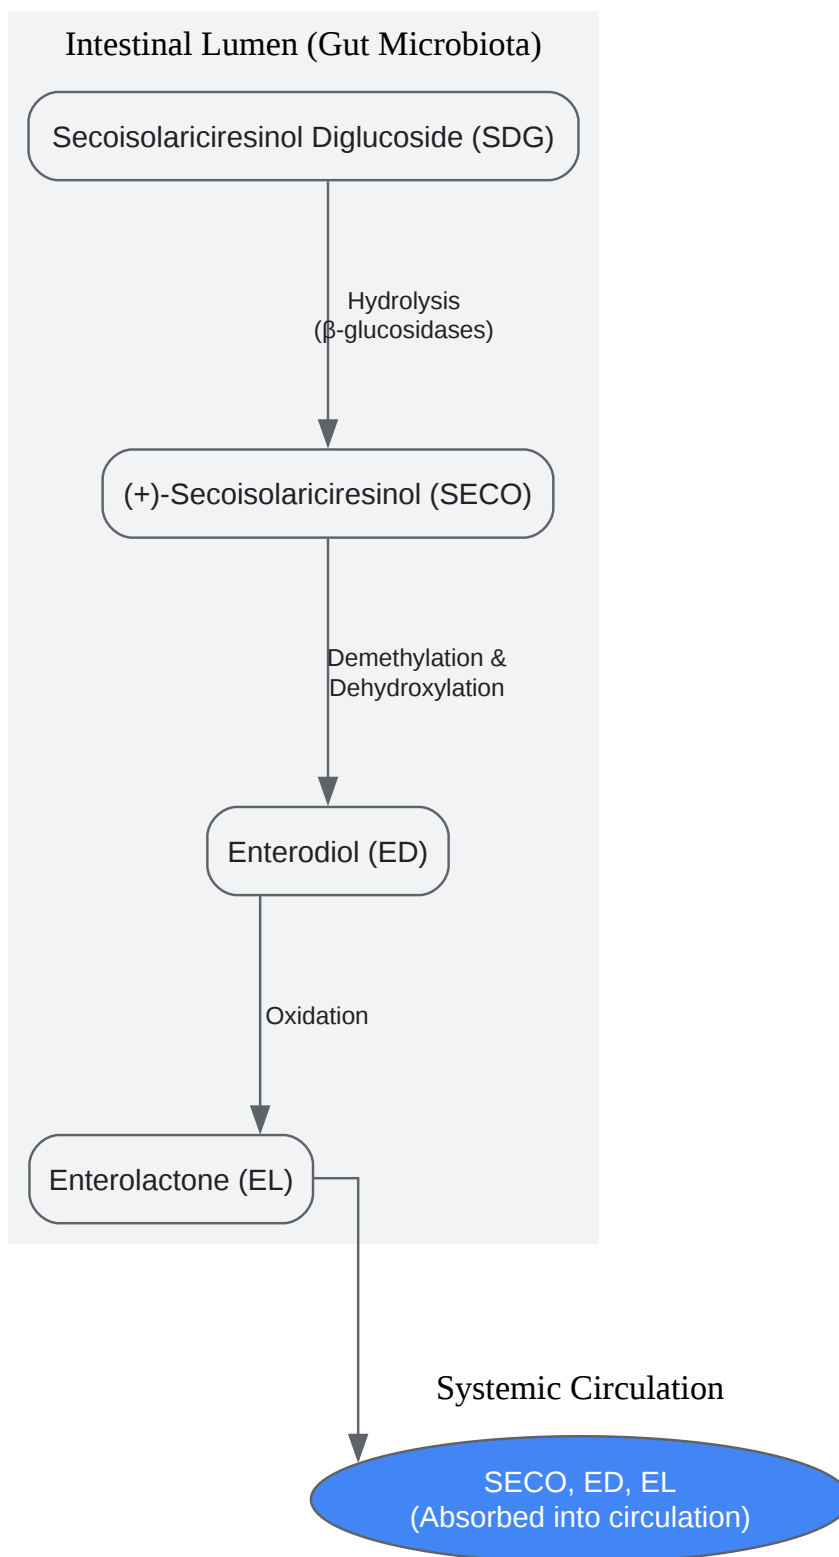 Intestinal Lumen (Gut Microbiota)
Secoisolariciresinol Diglucoside (SDG)
Hydrolysis
(β-glucosidases)
(+)-Secoisolariciresinol (SECO)
Demethylation &
Dehydroxylation
Enterodiol (ED)
Oxidation
Enterolactone (EL)
Systemic Circulation
SECO, ED, EL
(Absorbed into circulation)